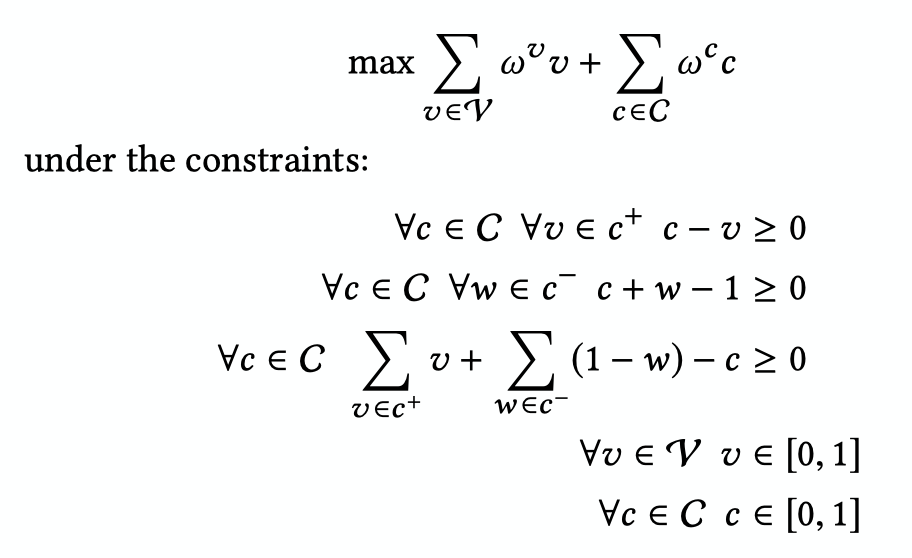 max ∑_{v∈𝒱} ω^v v + ∑_{c∈𝒞} ω^c c
under the constraints:
∀c ∈ 𝒞 ∀v ∈ c⁺ c − v ≥ 0
∀c ∈ 𝒞 ∀w ∈ c⁻ c + w − 1 ≥ 0
∀c ∈ 𝒞 ∑_{v∈c⁺} v + ∑_{w∈c⁻} (1 − w) − c ≥ 0
∀v ∈ 𝒱 v ∈ [0, 1]
∀c ∈ 𝒞 c ∈ [0, 1]